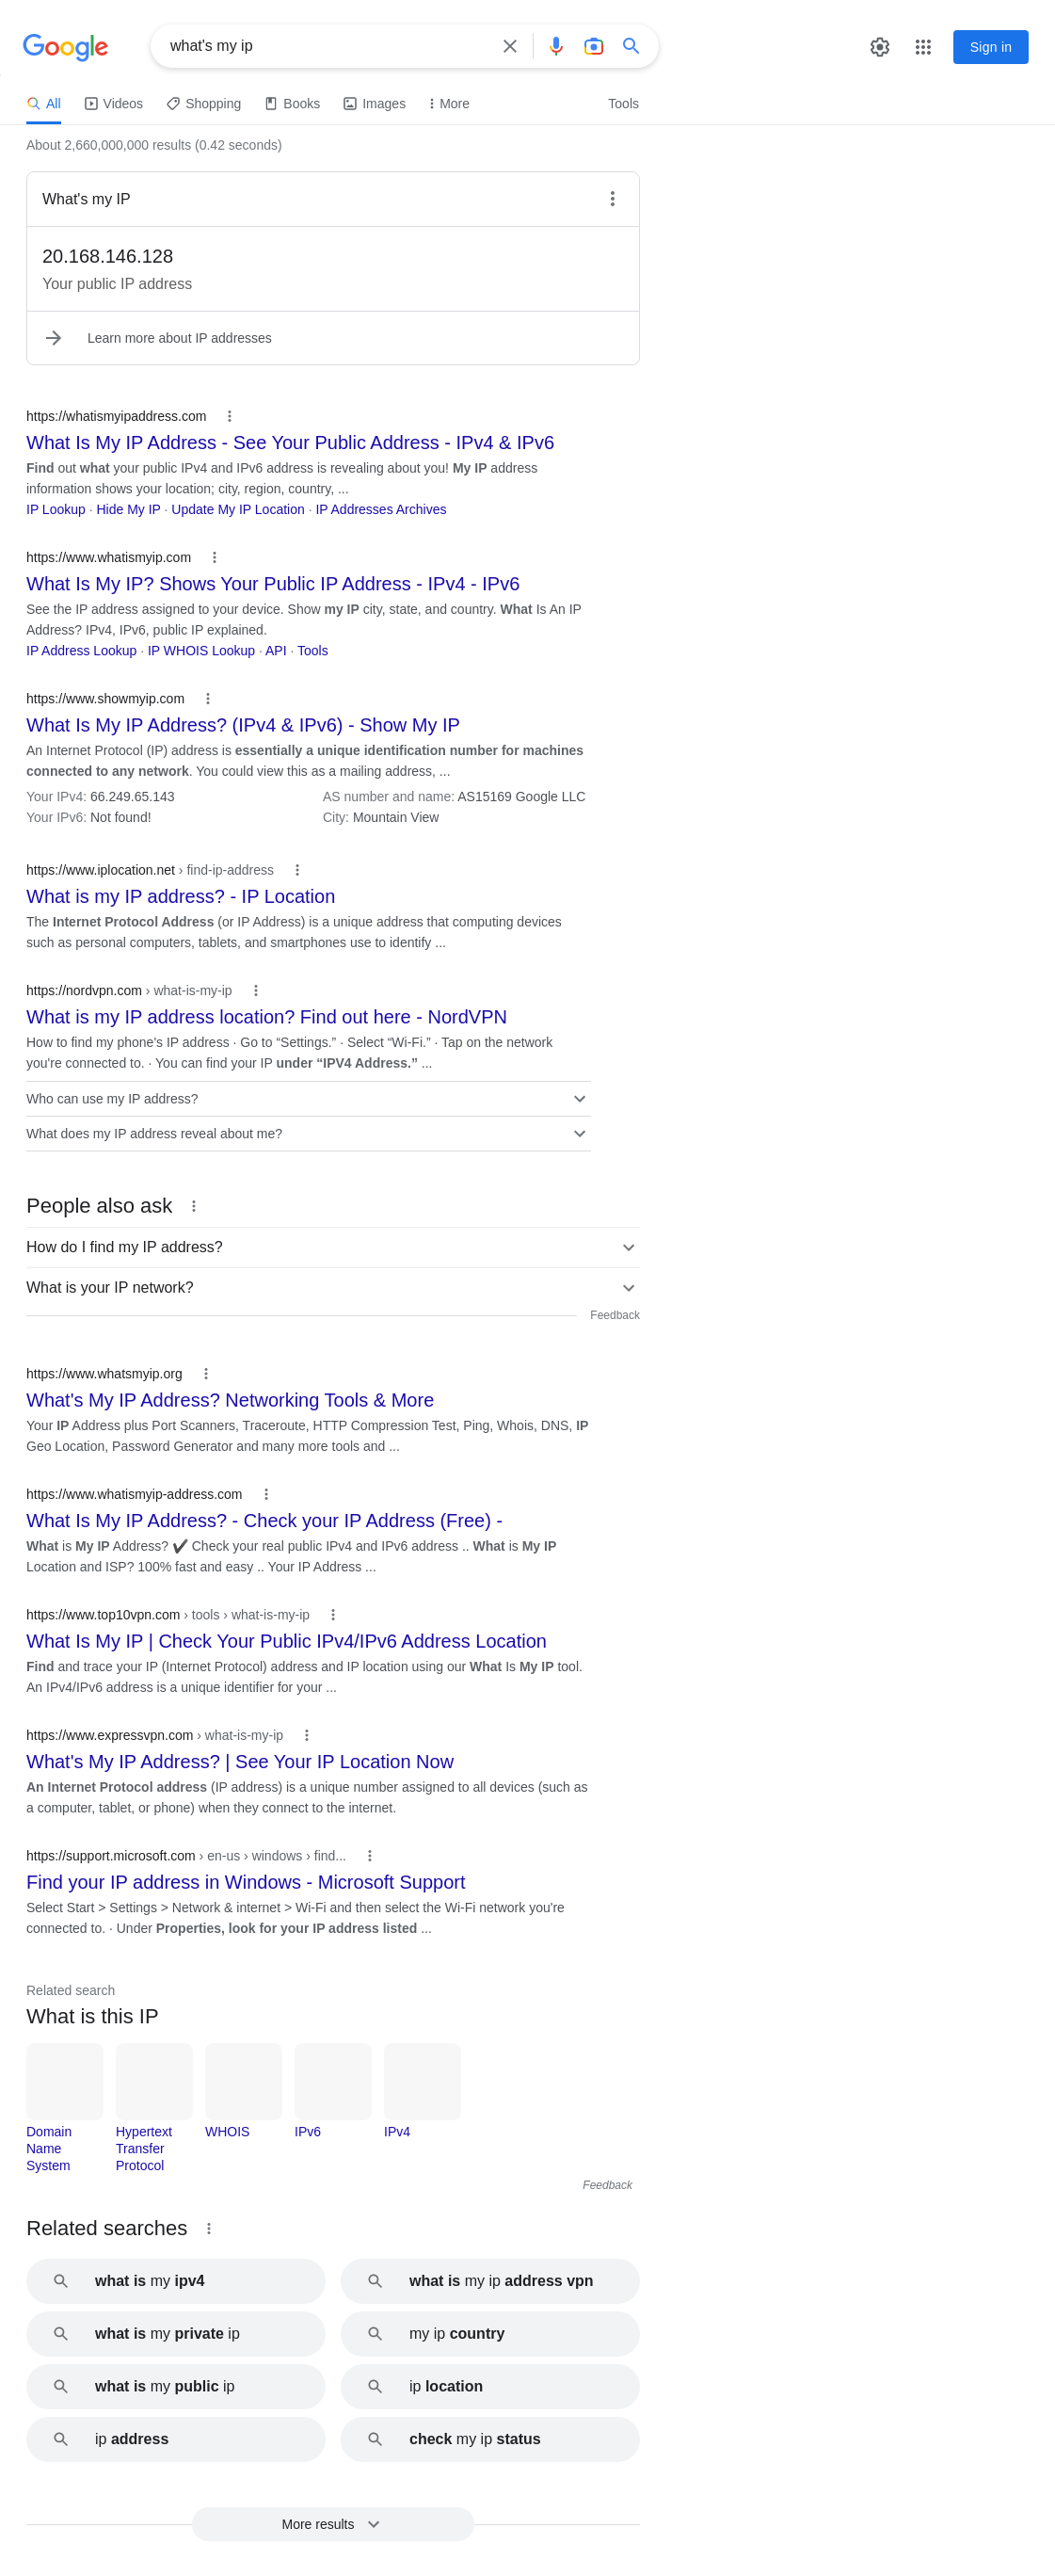 Google
what's my ip
Sign in
All
Videos
Shopping
Books
Images
More
Tools
About 2,660,000,000 results (0.42 seconds)
What's my IP
20.168.146.128
Your public IP address
Learn more about IP addresses
https://whatismyipaddress.com
What Is My IP Address - See Your Public Address - IPv4 & IPv6
Find out what your public IPv4 and IPv6 address is revealing about you! My IP address
information shows your location; city, region, country, ...
IP Lookup · Hide My IP · Update My IP Location · IP Addresses Archives
https://www.whatismyip.com
What Is My IP? Shows Your Public IP Address - IPv4 - IPv6
See the IP address assigned to your device. Show my IP city, state, and country. What Is An IP
Address? IPv4, IPv6, public IP explained.
IP Address Lookup · IP WHOIS Lookup · API · Tools
https://www.showmyip.com
What Is My IP Address? (IPv4 & IPv6) - Show My IP
An Internet Protocol (IP) address is essentially a unique identification number for machines
connected to any network. You could view this as a mailing address, ...
Your IPv4: 66.249.65.143
AS number and name: AS15169 Google LLC
Your IPv6: Not found!
City: Mountain View
https://www.iplocation.net › find-ip-address
What is my IP address? - IP Location
The Internet Protocol Address (or IP Address) is a unique address that computing devices
such as personal computers, tablets, and smartphones use to identify ...
https://nordvpn.com › what-is-my-ip
What is my IP address location? Find out here - NordVPN
How to find my phone's IP address · Go to “Settings.” · Select “Wi-Fi.” · Tap on the network
you're connected to. · You can find your IP under “IPV4 Address.” ...
Who can use my IP address?
What does my IP address reveal about me?
People also ask
How do I find my IP address?
What is your IP network?
Feedback
https://www.whatsmyip.org
What's My IP Address? Networking Tools & More
Your IP Address plus Port Scanners, Traceroute, HTTP Compression Test, Ping, Whois, DNS, IP
Geo Location, Password Generator and many more tools and ...
https://www.whatismyip-address.com
What Is My IP Address? - Check your IP Address (Free) -
What is My IP Address? ✔ Check your real public IPv4 and IPv6 address .. What is My IP
Location and ISP? 100% fast and easy .. Your IP Address ...
https://www.top10vpn.com › tools › what-is-my-ip
What Is My IP | Check Your Public IPv4/IPv6 Address Location
Find and trace your IP (Internet Protocol) address and IP location using our What Is My IP tool.
An IPv4/IPv6 address is a unique identifier for your ...
https://www.expressvpn.com › what-is-my-ip
What's My IP Address? | See Your IP Location Now
An Internet Protocol address (IP address) is a unique number assigned to all devices (such as
a computer, tablet, or phone) when they connect to the internet.
https://support.microsoft.com › en-us › windows › find...
Find your IP address in Windows - Microsoft Support
Select Start > Settings > Network & internet > Wi-Fi and then select the Wi-Fi network you're
connected to. · Under Properties, look for your IP address listed ...
Related search
What is this IP
Domain
Name
System
Hypertext
Transfer
Protocol
WHOIS
IPv6
IPv4
Feedback
Related searches
what is my ipv4
what is my ip address vpn
what is my private ip
my ip country
what is my public ip
ip location
ip address
check my ip status
More results